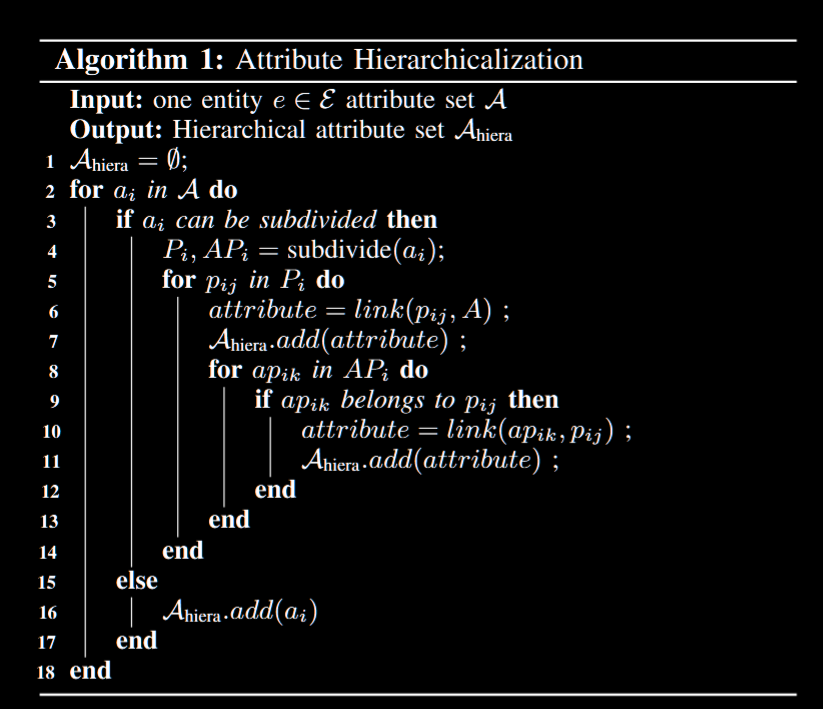 Algorithm 1: Attribute Hierarchicalization
Input: one entity e ∈ ℰ attribute set 𝒜
Output: Hierarchical attribute set 𝒜hiera
1 𝒜hiera = ∅;
2 for aᵢ in 𝒜 do
3 if aᵢ can be subdivided then
4 Pᵢ, APᵢ = subdivide(aᵢ);
5 for pᵢⱼ in Pᵢ do
6 attribute = link(pᵢⱼ, A) ;
7 𝒜hiera.add(attribute) ;
8 for apᵢₖ in APᵢ do
9 if apᵢₖ belongs to pᵢⱼ then
10 attribute = link(apᵢₖ, pᵢⱼ) ;
11 𝒜hiera.add(attribute) ;
12 end
13 end
14 end
15 else
16 𝒜hiera.add(aᵢ)
17 end
18 end